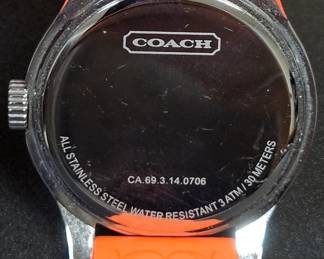 COACH
CA.69.3.14.0706
ALL STAINLESS STEEL WATER RESISTANT 3 ATM / 30 METERS